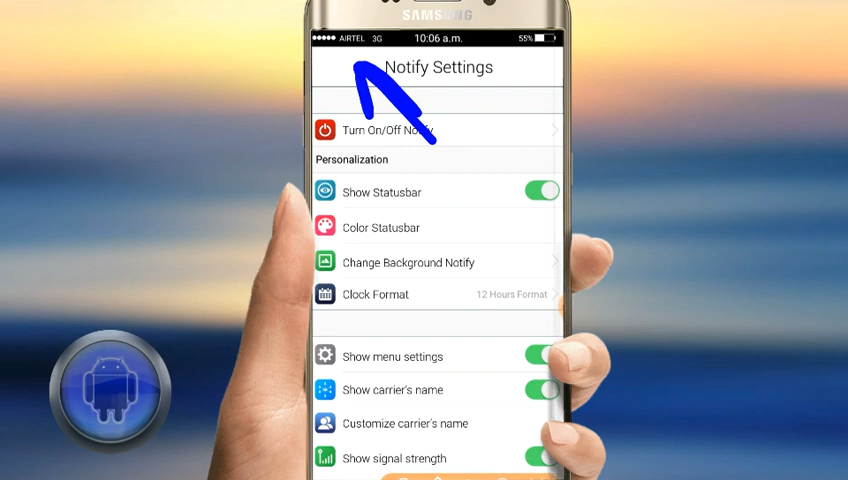 SAMSUNG
AIRTEL 3G 10:06 a.m. 55%
Notify Settings
Turn On/Off Notify
Personalization
Show Statusbar
Color Statusbar
Change Background Notify
Clock Format 12 Hours Format
Show menu settings
Show carrier's name
Customize carrier's name
Show signal strength